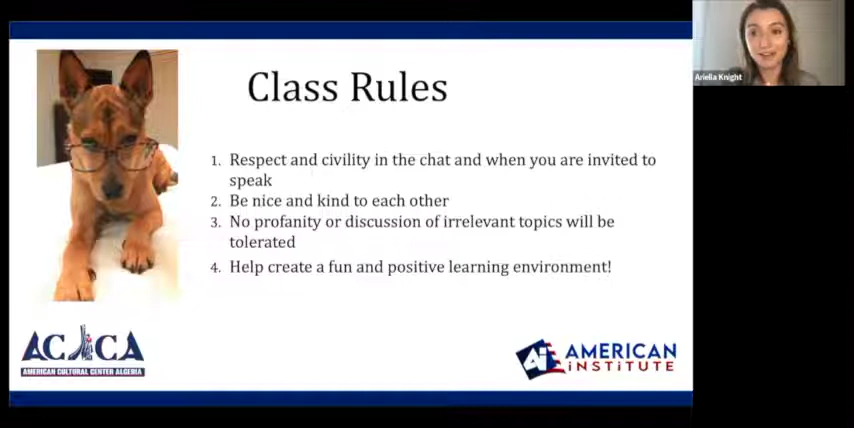 Class Rules
1. Respect and civility in the chat and when you are invited to
speak
2. Be nice and kind to each other
3. No profanity or discussion of irrelevant topics will be
tolerated
4. Help create a fun and positive learning environment!
ACCA
AMERICAN CULTURAL CENTER ALGERIA
Ai AMERICAN
INSTITUTE
Ariella Knight